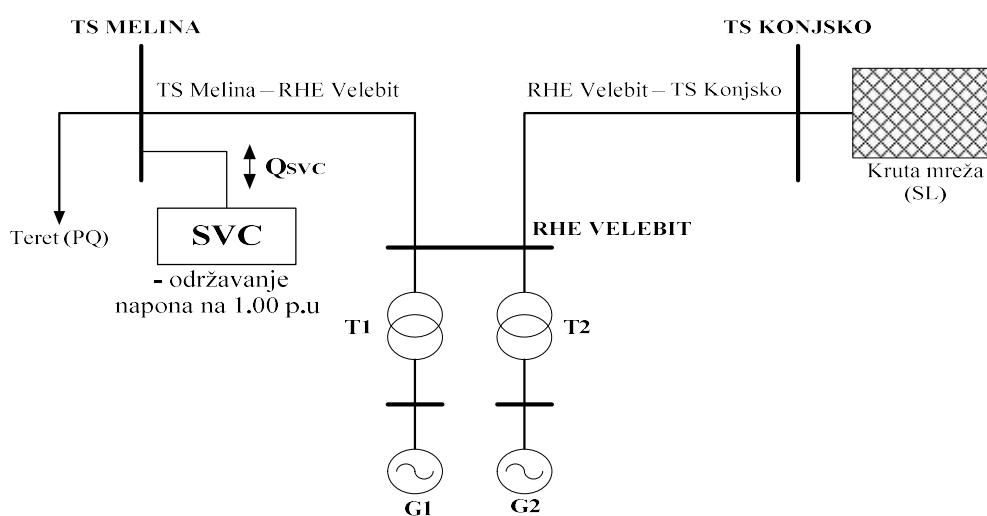 TS MELINA
TS KONJSKO
TS Melina – RHE Velebit
RHE Velebit – TS Konjsko
QSVC
Kruta mreža
(SL)
Teret (PQ)
SVC
RHE VELEBIT
- održavanje
napona na 1.00 p.u
T1
T2
G1
G2